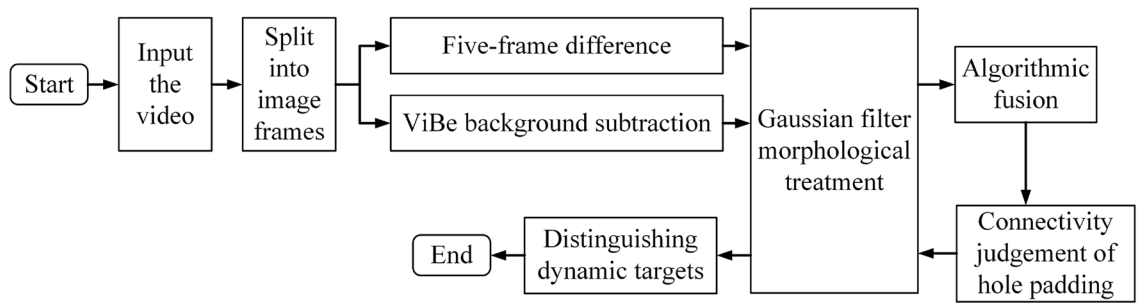 Start
Input
the
video
Split
into
image
frames
Five-frame difference
ViBe background subtraction
Gaussian filter
morphological
treatment
Algorithmic
fusion
Connectivity
judgement of
hole padding
Distinguishing
dynamic targets
End